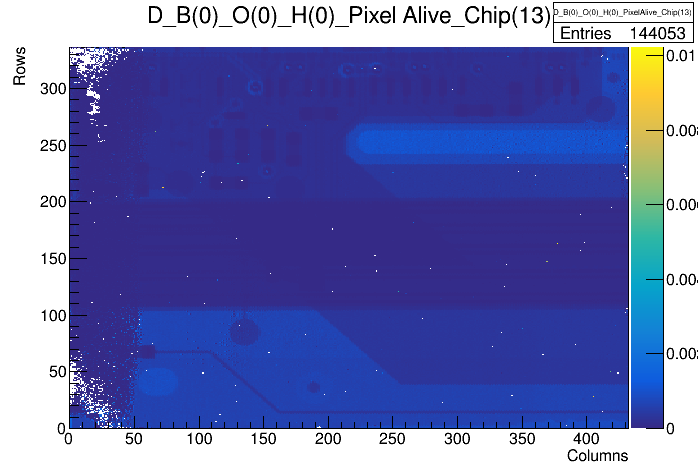 D_B(0)_O(0)_H(0)_Pixel Alive_Chip(13)
D_B(0)_O(0)_H(0)_PixelAlive_Chip(13)
Entries 144053
Rows
300
250
200
150
100
50
0
0 50 100 150 200 250 300 350 400
Columns
0.01
0.008
0.006
0.004
0.002
0